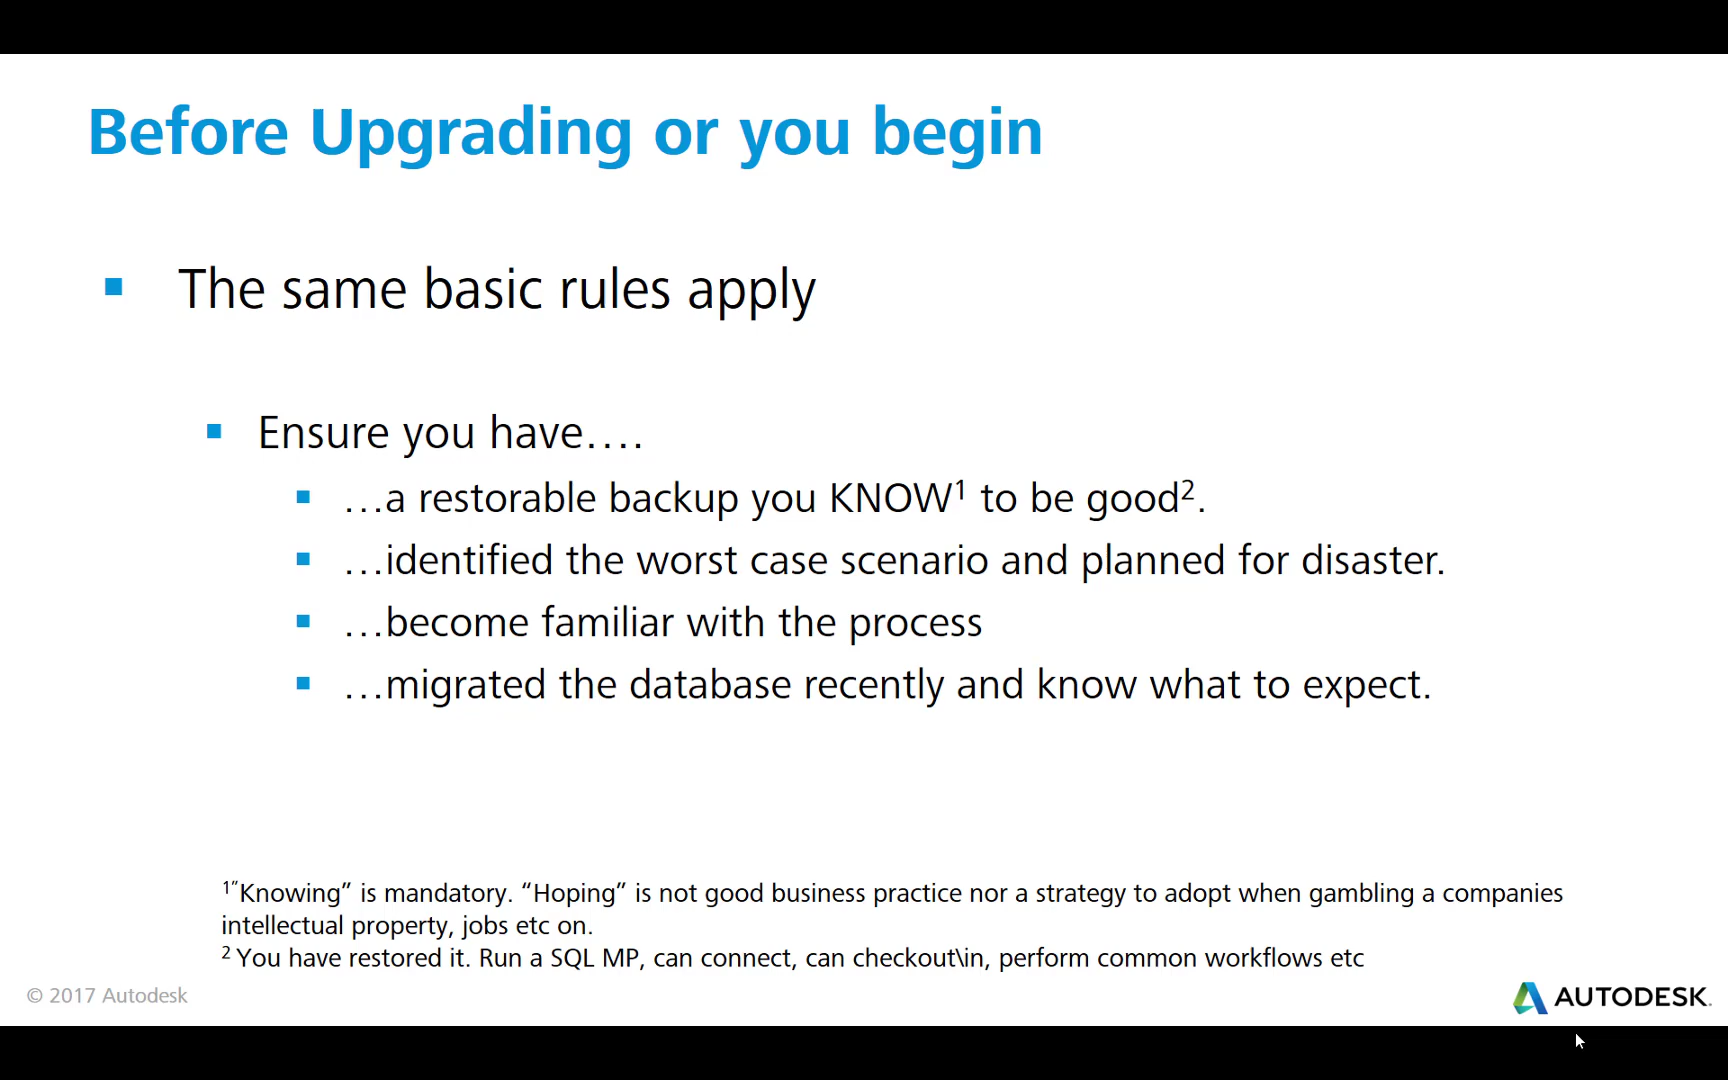 Before Upgrading or you begin
The same basic rules apply
Ensure you have….
…a restorable backup you KNOW¹ to be good².
…identified the worst case scenario and planned for disaster.
…become familiar with the process
…migrated the database recently and know what to expect.
¹″Knowing” is mandatory. “Hoping” is not good business practice nor a strategy to adopt when gambling a companies
intellectual property, jobs etc on.
² You have restored it. Run a SQL MP, can connect, can checkout\in, perform common workflows etc
© 2017 Autodesk
AUTODESK.